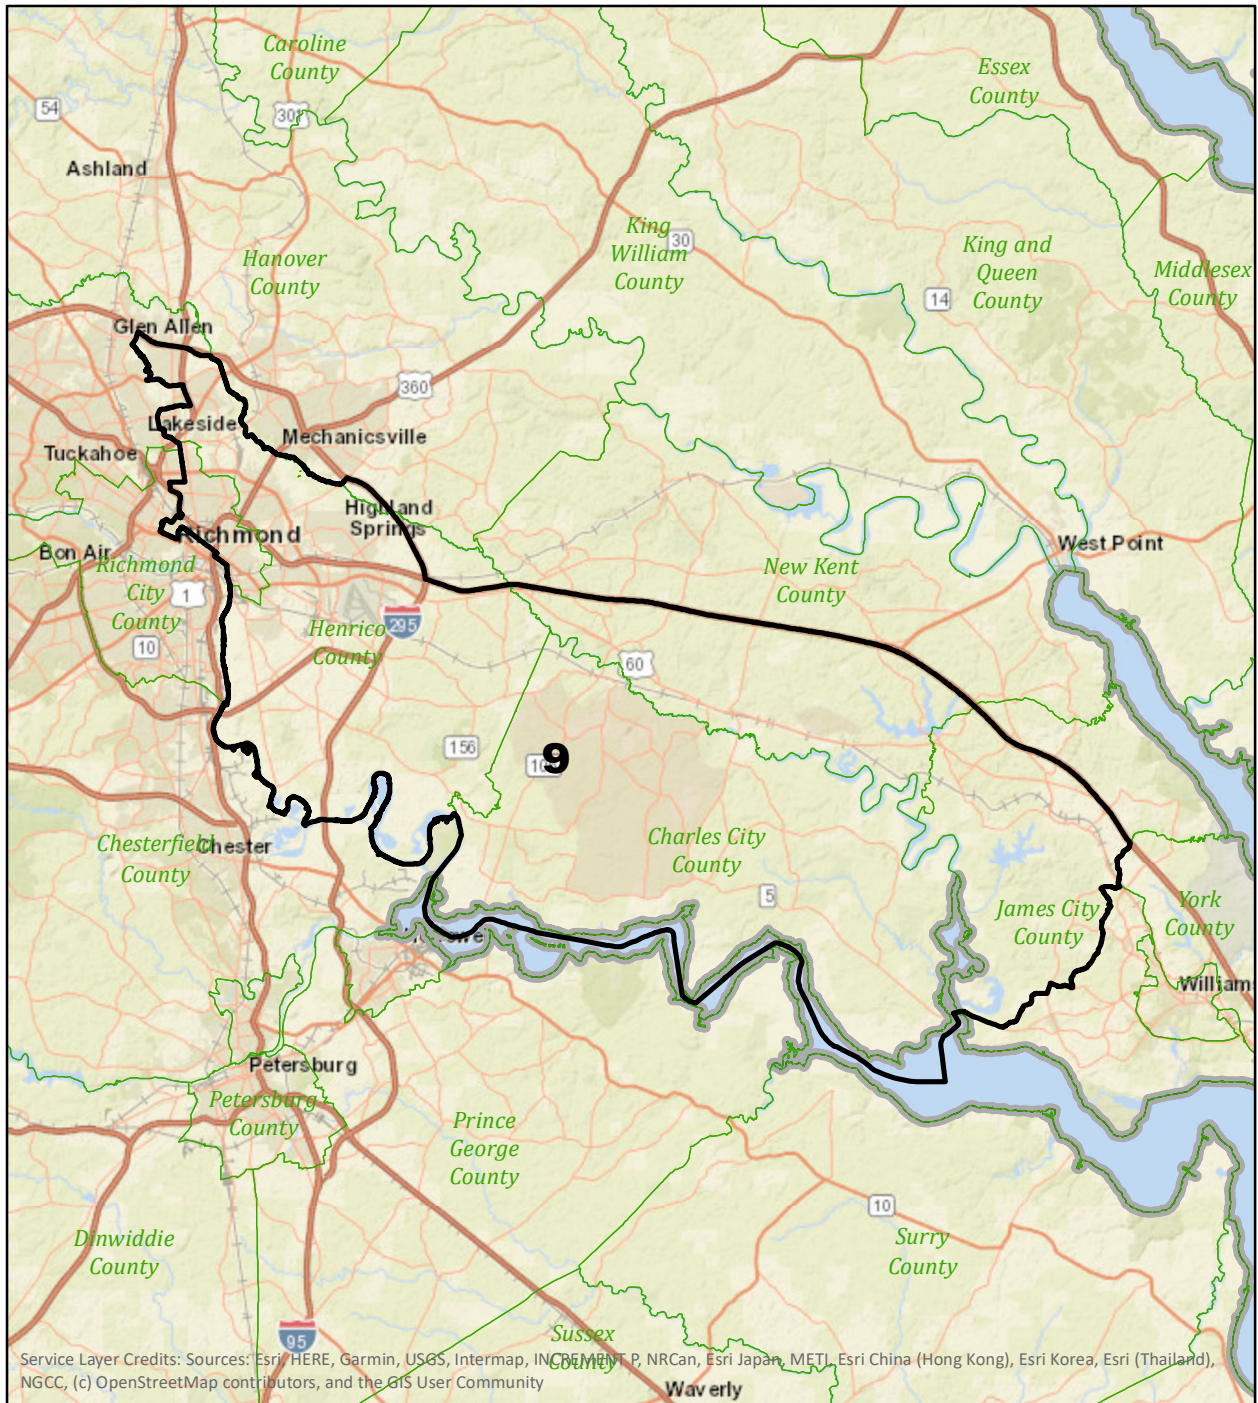 Caroline
County
Essex
County
54
301
Ashland
King
William
County
30
King and
Queen
County
Hanover
County
Middlesex
County
14
Glen Allen
360
Lakeside
Mechanicsville
Tuckahoe
Highland
Springs
Richmond
West Point
Bon Air
Richmond
City
County
New Kent
County
1
295
Henrico
County
10
60
156
9
Charles City
County
Chesterfield
County
Chester
5
James City
County
York
County
Williams
Petersburg
Petersburg
County
Prince
George
County
10
Dinwiddie
County
Surry
County
95
Sussex
County
Service Layer Credits: Sources: Esri, HERE, Garmin, USGS, Intermap, INCREMENT P, NRCan, Esri Japan, METI, Esri China (Hong Kong), Esri Korea, Esri (Thailand),
NGCC, (c) OpenStreetMap contributors, and the GIS User Community
Waverly